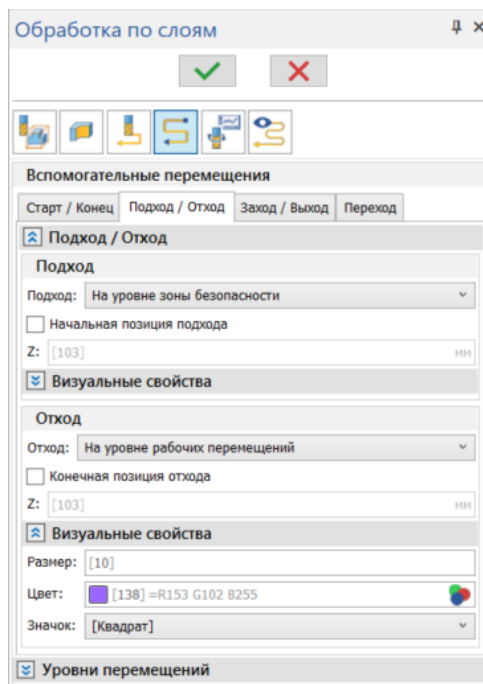 Обработка по слоям
Вспомогательные перемещения
Старт / Конец Подход / Отход Заход / Выход Переход
Подход / Отход
Подход
Подход: На уровне зоны безопасности
Начальная позиция подхода
Z: [103] мм
Визуальные свойства
Отход
Отход: На уровне рабочих перемещений
Конечная позиция отхода
Z: [103] мм
Визуальные свойства
Размер: [10]
Цвет: [138] =R153 G102 B255
Значок: [Квадрат]
Уровни перемещений